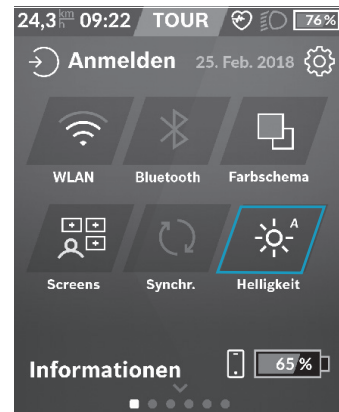 24,3 km/h 09:22 TOUR 76%
Anmelden 25. Feb. 2018
WLAN Bluetooth Farbschema
A
Screens Synchr. Helligkeit
Informationen 65%